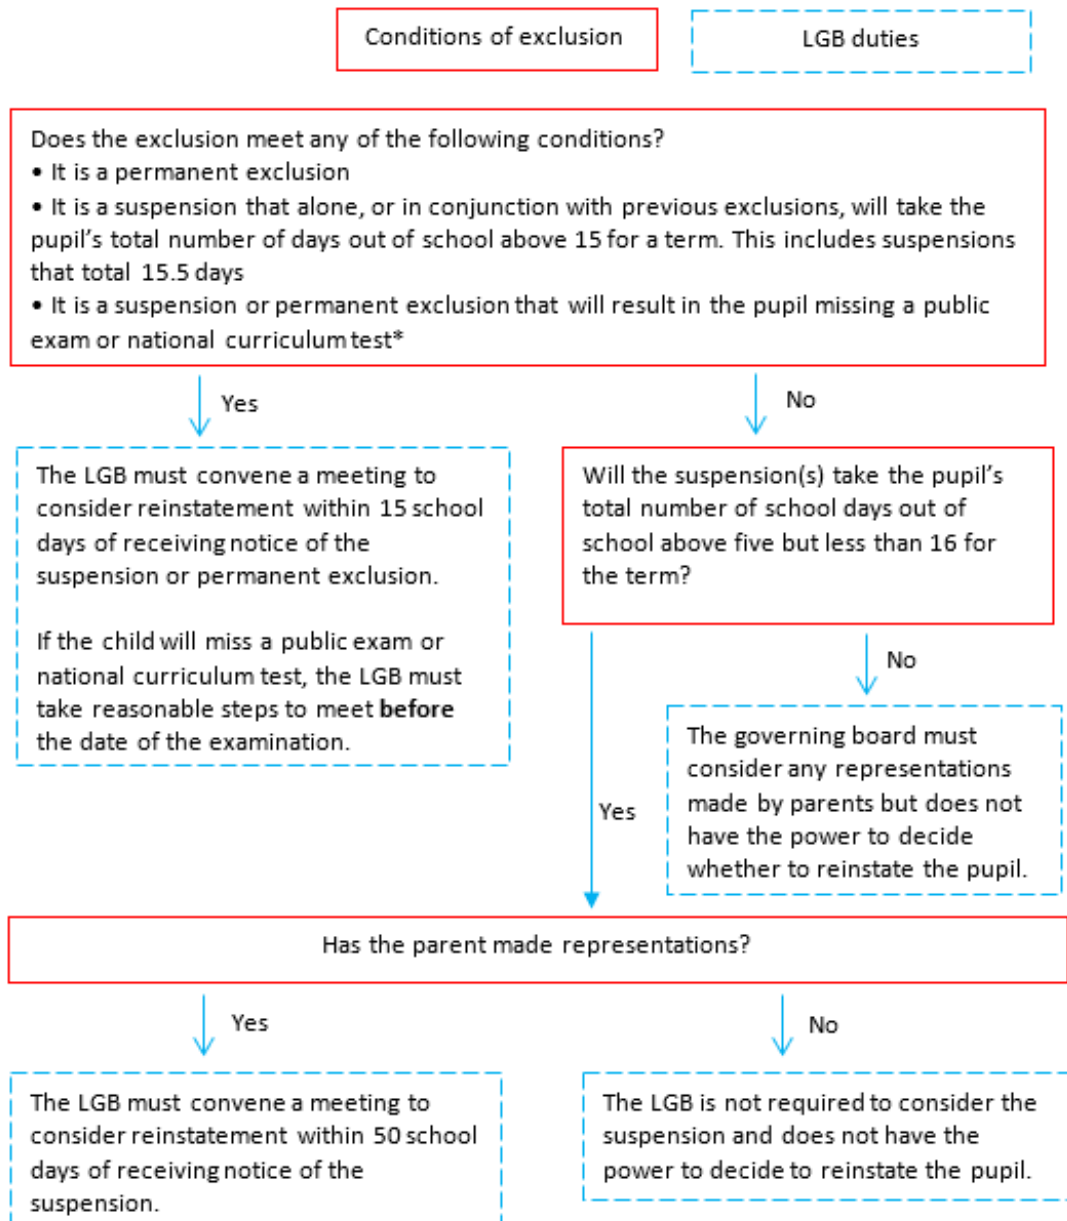 Conditions of exclusion
LGB duties
Does the exclusion meet any of the following conditions?
• It is a permanent exclusion
• It is a suspension that alone, or in conjunction with previous exclusions, will take the
pupil's total number of days out of school above 15 for a term. This includes suspensions
that total 15.5 days
• It is a suspension or permanent exclusion that will result in the pupil missing a public
exam or national curriculum test*
Yes
No
The LGB must convene a meeting to
consider reinstatement within 15 school
days of receiving notice of the
suspension or permanent exclusion.
If the child will miss a public exam or
national curriculum test, the LGB must
take reasonable steps to meet before
the date of the examination.
Will the suspension(s) take the pupil's
total number of school days out of
school above five but less than 16 for
the term?
No
The governing board must
consider any representations
made by parents but does not
have the power to decide
whether to reinstate the pupil.
Yes
Has the parent made representations?
Yes
No
The LGB must convene a meeting to
consider reinstatement within 50 school
days of receiving notice of the
suspension.
The LGB is not required to consider the
suspension and does not have the
power to decide to reinstate the pupil.